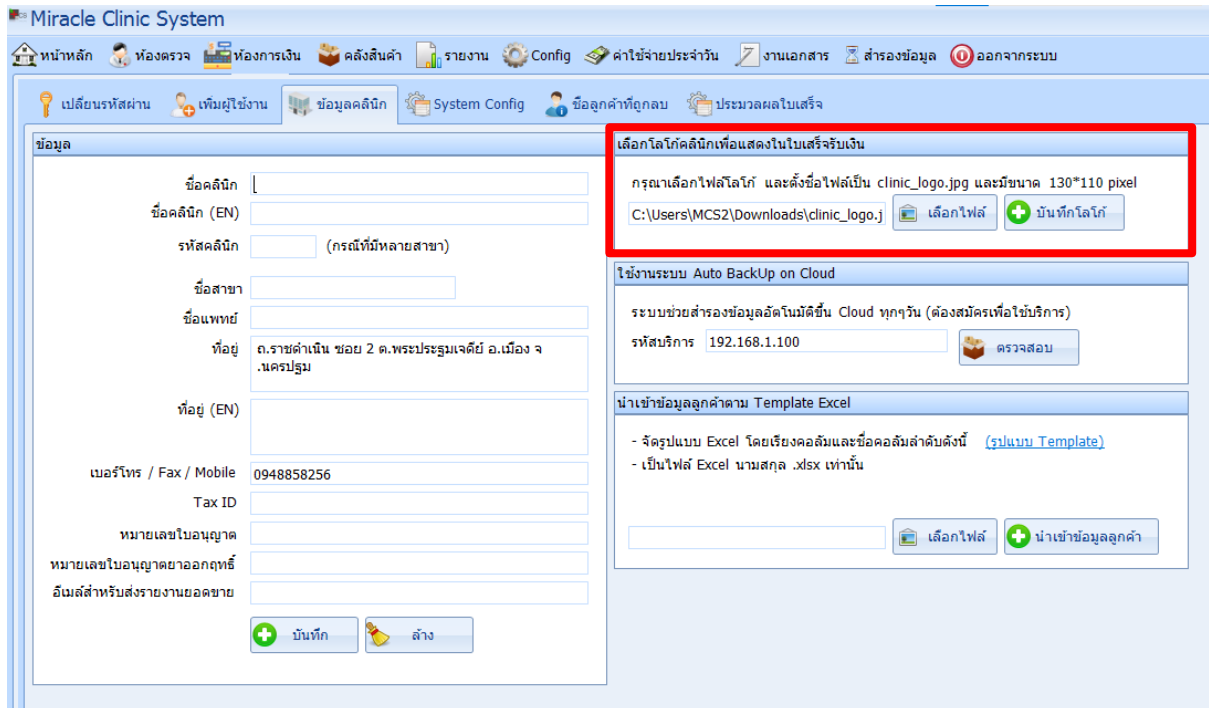 Miracle Clinic System
หน้าหลัก ห้องตรวจ ห้องการเงิน คลังสินค้า รายงาน Config ค่าใช้จ่ายประจำวัน งานเอกสาร สำรองข้อมูล ออกจากระบบ
เปลี่ยนรหัสผ่าน เพิ่มผู้ใช้งาน ข้อมูลคลินิก System Config ชื่อลูกค้าที่ถูกลบ ประมวลผลใบเสร็จ
ข้อมูล
ชื่อคลินิก
ชื่อคลินิก (EN)
รหัสคลินิก (กรณีที่มีหลายสาขา)
ชื่อสาขา
ชื่อแพทย์
ที่อยู่ ถ.ราชดำเนิน ซอย 2 ต.พระประธมเจดีย์ อ.เมือง จ
.นครปฐม
ที่อยู่ (EN)
เบอร์โทร / Fax / Mobile 0948858256
Tax ID
หมายเลขใบอนุญาต
หมายเลขใบอนุญาตยาออกฤทธิ์
อีเมล์สำหรับส่งรายงานยอดขาย
บันทึก ล้าง
เลือกโลโก้คลินิกเพื่อแสดงในใบเสร็จรับเงิน
กรุณาเลือกไฟล์โลโก้ และตั้งชื่อไฟล์เป็น clinic_logo.jpg และมีขนาด 130*110 pixel
C:\Users\MCS2\Downloads\clinic_logo.j เลือกไฟล์ บันทึกโลโก้
ใช้งานระบบ Auto BackUp on Cloud
ระบบช่วยสำรองข้อมูลอัตโนมัติขึ้น Cloud ทุกๆวัน (ต้องสมัครเพื่อใช้บริการ)
รหัสบริการ 192.168.1.100 ตรวจสอบ
นำเข้าข้อมูลลูกค้าตาม Template Excel
- จัดรูปแบบ Excel โดยเรียงคอลัมและชื่อคอลัมลำดับดังนี้ (รูปแบบ Template)
- เป็นไฟล์ Excel นามสกุล .xlsx เท่านั้น
เลือกไฟล์ นำเข้าข้อมูลลูกค้า